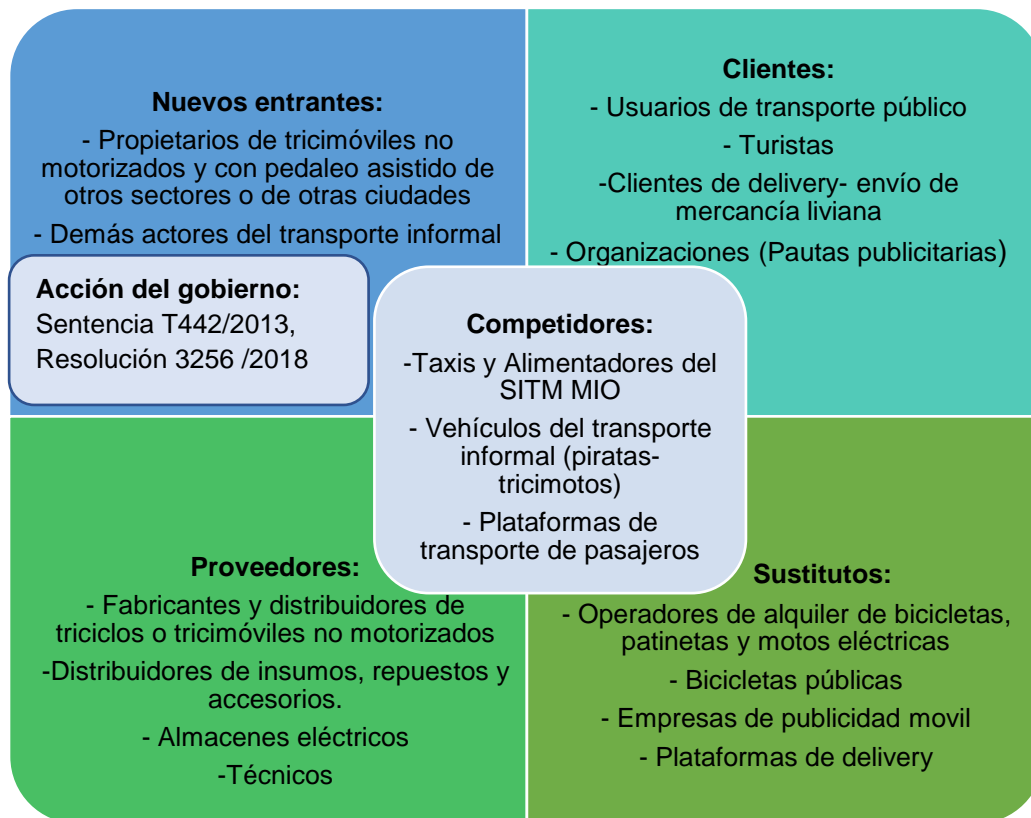 Nuevos entrantes:
- Propietarios de tricimóviles no
motorizados y con pedaleo asistido de
otros sectores o de otras ciudades
- Demás actores del transporte informal
Clientes:
- Usuarios de transporte público
- Turistas
-Clientes de delivery- envío de
mercancía liviana
- Organizaciones (Pautas publicitarias)
Acción del gobierno:
Sentencia T442/2013,
Resolución 3256 /2018
Competidores:
-Taxis y Alimentadores del
SITM MIO
- Vehículos del transporte
informal (piratas-
tricimotos)
- Plataformas de
transporte de pasajeros
Proveedores:
- Fabricantes y distribuidores de
triciclos o tricimóviles no motorizados
-Distribuidores de insumos, repuestos y
accesorios.
- Almacenes eléctricos
-Técnicos
Sustitutos:
- Operadores de alquiler de bicicletas,
patinetas y motos eléctricas
- Bicicletas públicas
- Empresas de publicidad movil
- Plataformas de delivery